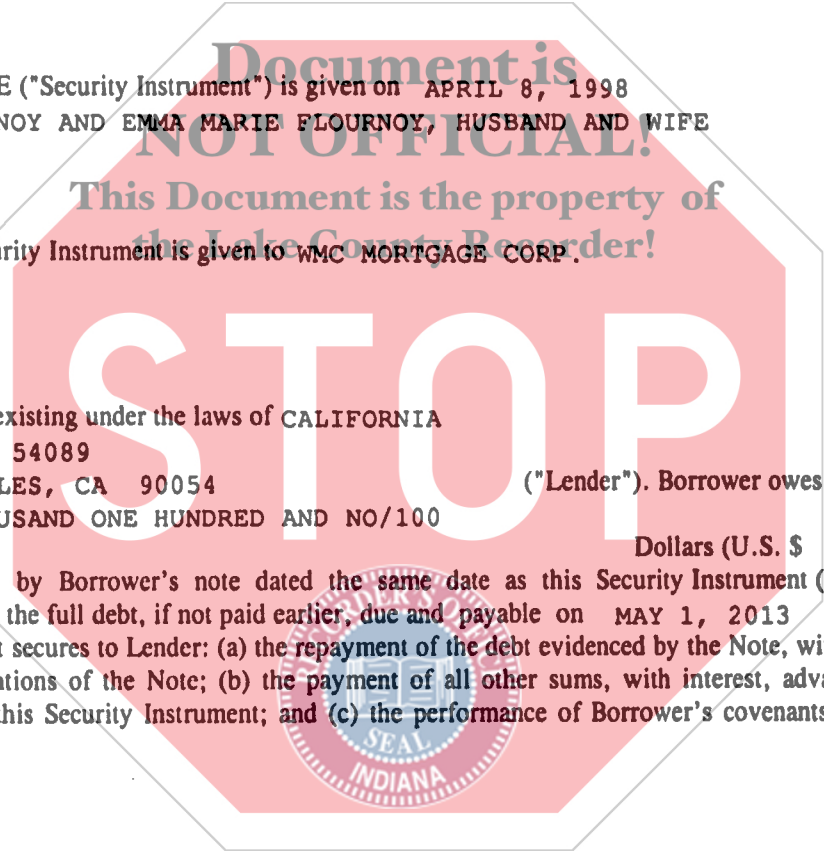 Document is
E ("Security Instrument") is given on APRIL 8, 1998
NOY AND EMMA MARIE FLOURNOY, HUSBAND AND WIFE
NOT OFFICIAL!
This Document is the property of
the Lake County Recorder!
urity Instrument is given to WMC MORTGAGE CORP.
STOP
existing under the laws of CALIFORNIA
54089
LES, CA 90054 ("Lender"). Borrower owes
USAND ONE HUNDRED AND NO/100
Dollars (U.S. $
by Borrower's note dated the same date as this Security Instrument (
the full debt, if not paid earlier, due and payable on MAY 1, 2013
t secures to Lender: (a) the repayment of the debt evidenced by the Note, wi
ations of the Note; (b) the payment of all other sums, with interest, adva
this Security Instrument; and (c) the performance of Borrower's covenants
RECORDER'S OFFICE
SEAL
INDIANA